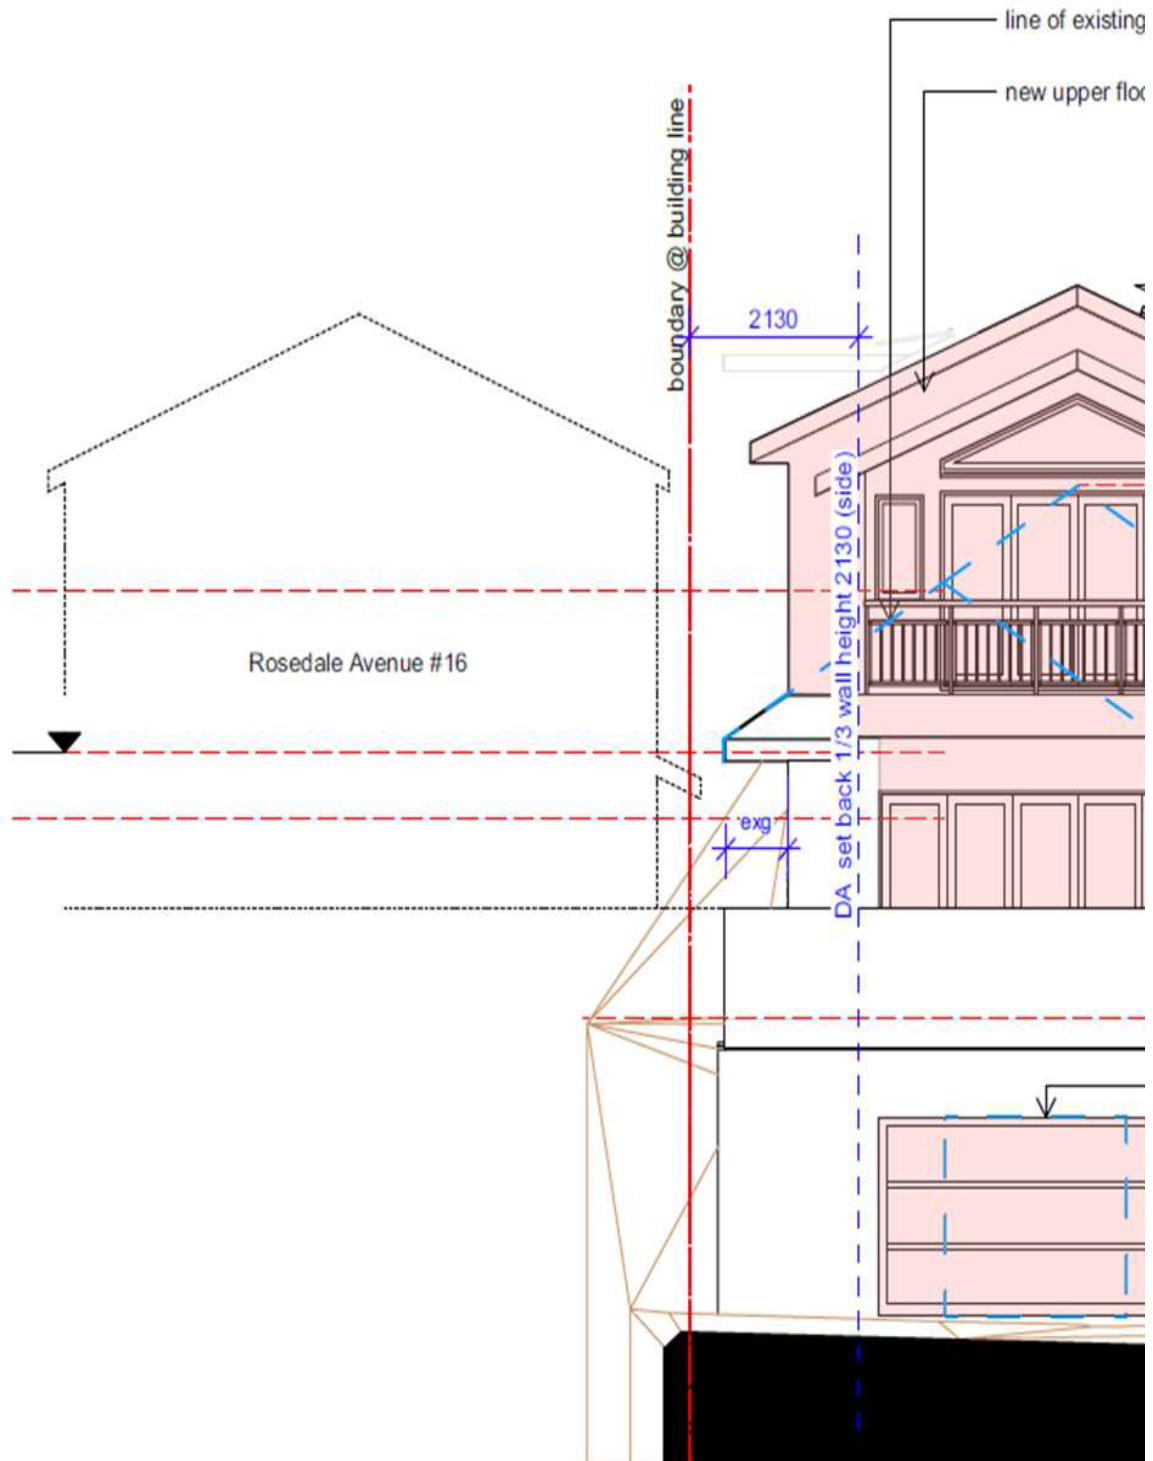 line of existing
new upper floo
boundary @ building line
2130
DA set back 1/3 wall height 2130 (side)
Rosedale Avenue #16
exg